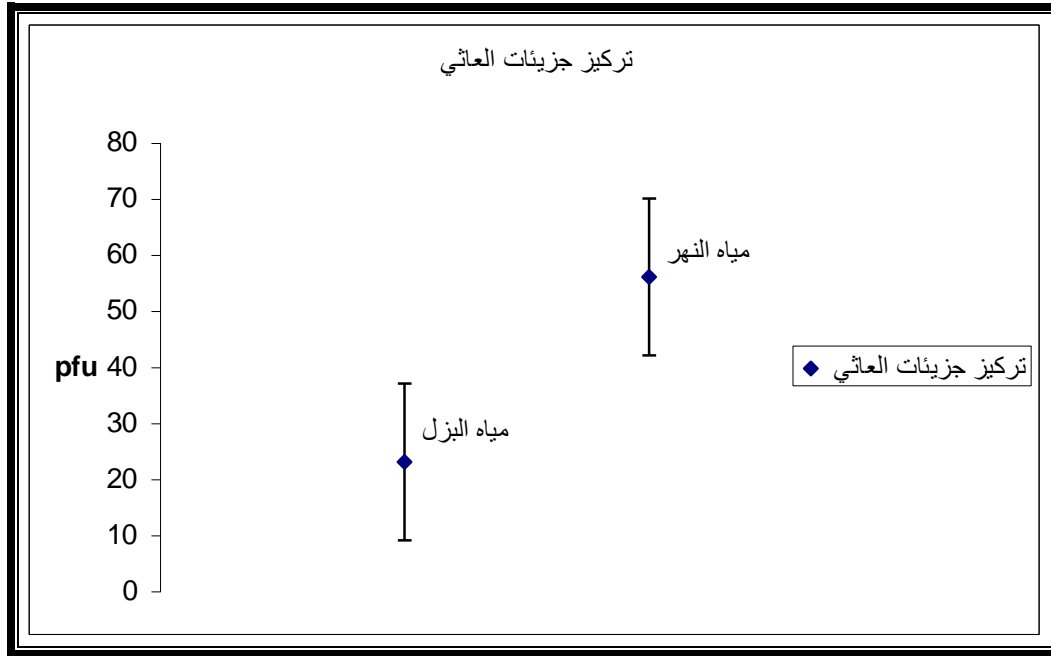 تركيز جزيئات العاثي
80
70
60
50
40
30
20
10
0
pfu
مياه النهر
مياه البزل
تركيز جزيئات العاثي